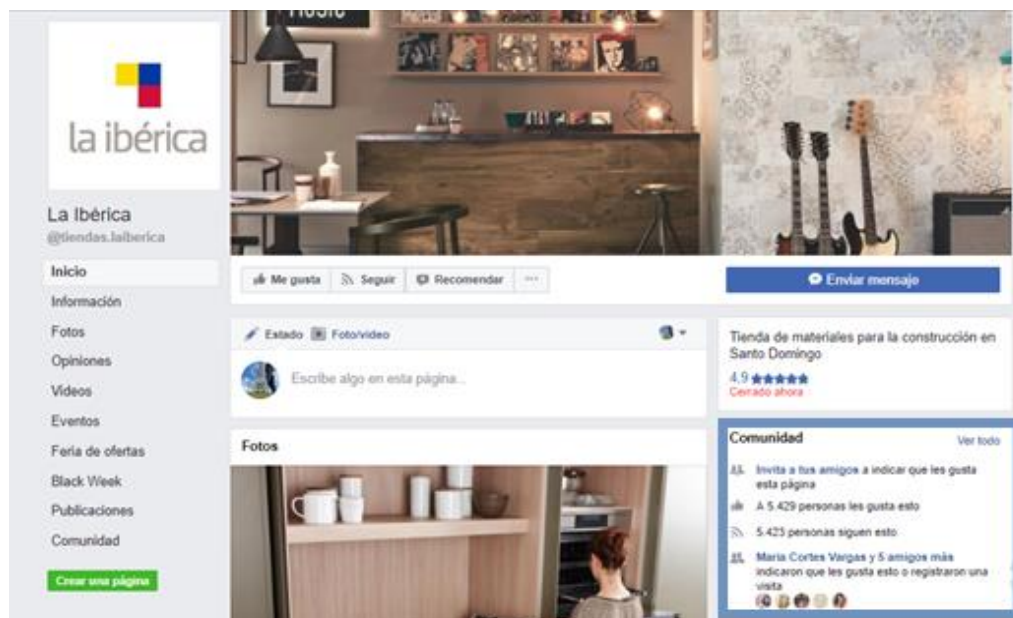 Music
la ibérica
La Ibérica
@tiendas.laiberica
Inicio
Información
Fotos
Opiniones
Videos
Eventos
Feria de ofertas
Black Week
Publicaciones
Comunidad
Crear una página
Me gusta
Seguir
Recomendar
...
Enviar mensaje
Estado
Foto/video
Escribe algo en esta página...
Fotos
Tienda de materiales para la construcción en
Santo Domingo
4,9
Cerrado ahora
Comunidad
Ver todo
Invita a tus amigos a indicar que les gusta
esta página
A 5.429 personas les gusta esto
5.423 personas siguen esto
Maria Cortes Vargas y 5 amigos más
indicaron que les gusta esto o registraron una
visita